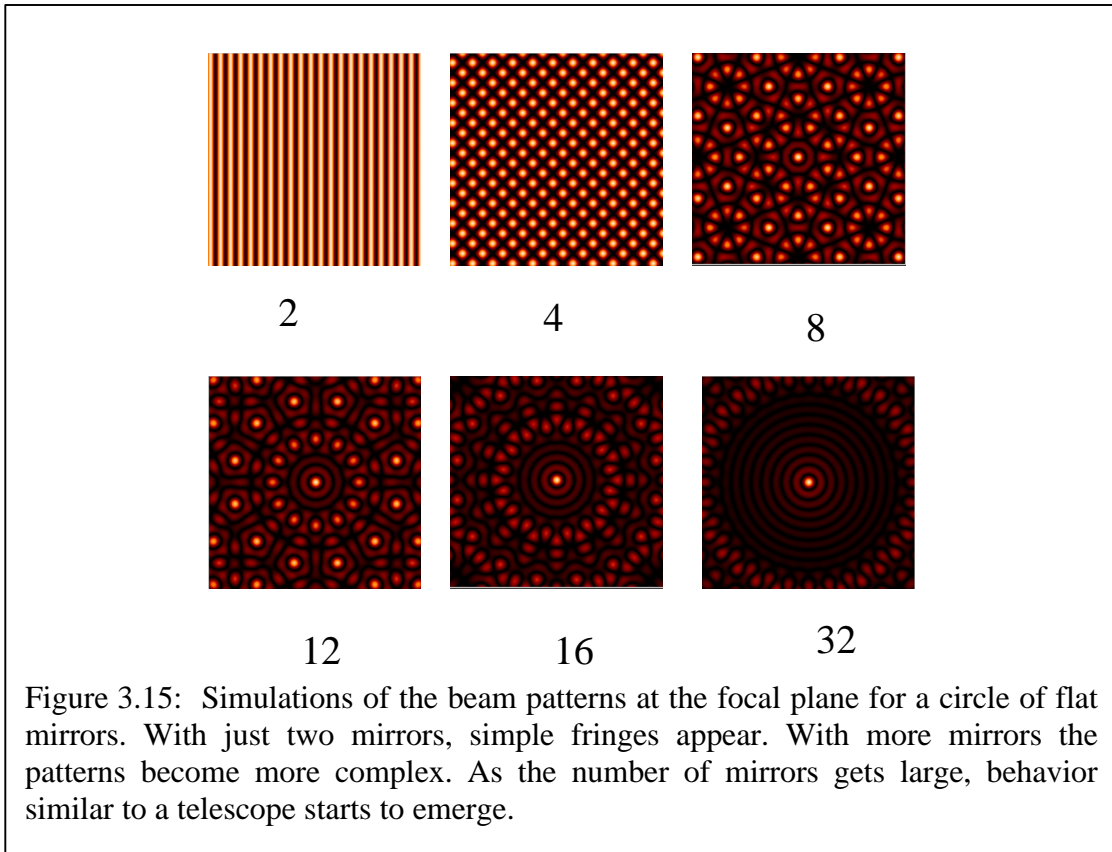 2
4
8
12
16
32
Figure 3.15: Simulations of the beam patterns at the focal plane for a circle of flat
mirrors. With just two mirrors, simple fringes appear. With more mirrors the
patterns become more complex. As the number of mirrors gets large, behavior
similar to a telescope starts to emerge.